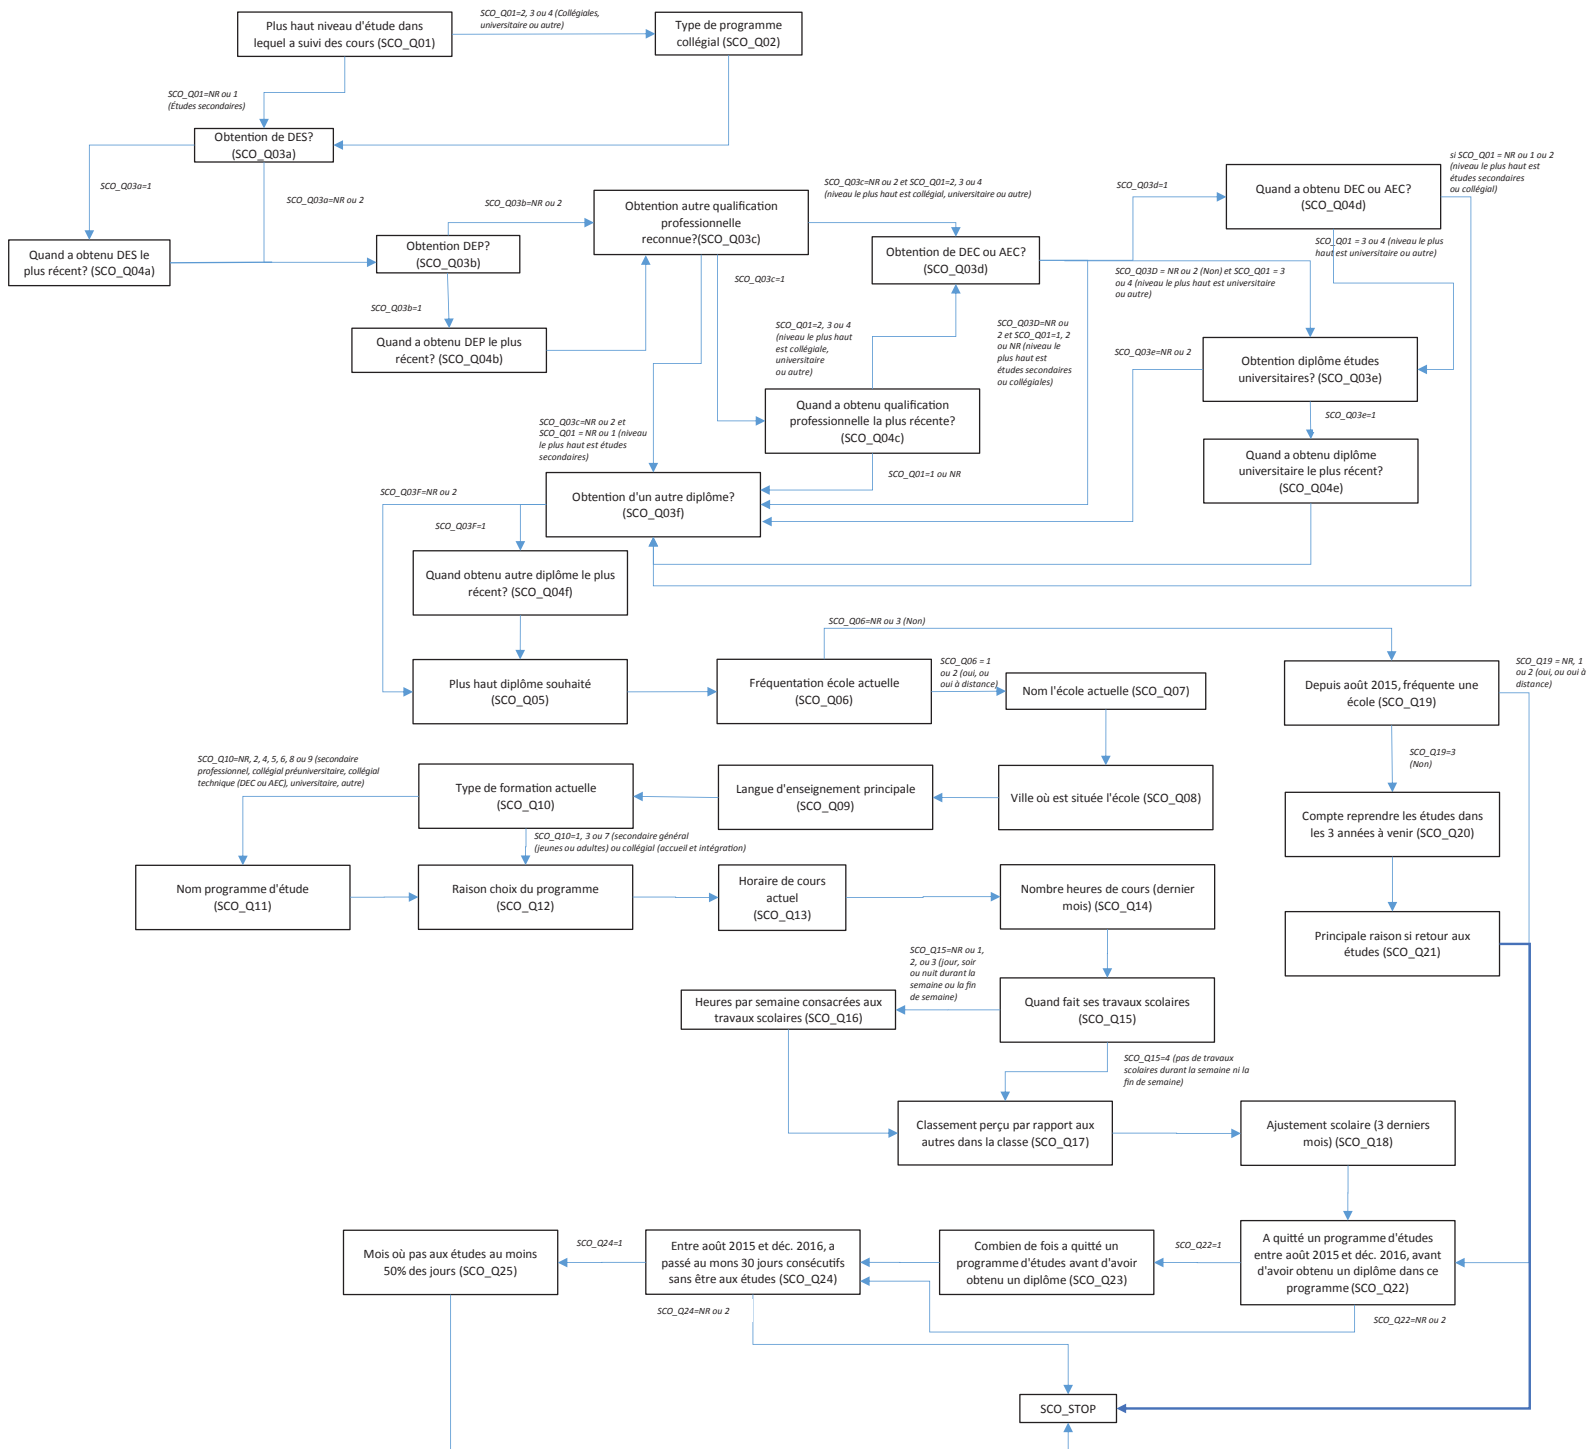 Plus haut niveau d'étude dans
lequel a suivi des cours (SCO_Q01)
SCO_Q01=2, 3 ou 4 (Collégiales,
universitaire ou autre)
Type de programme
collégial (SCO_Q02)
SCO_Q01=NR ou 1
(Études secondaires)
Obtention de DES?
(SCO_Q03a)
SCO_Q03a=1
SCO_Q03a=NR ou 2
Quand a obtenu DES le
plus récent? (SCO_Q04a)
Obtention DEP?
(SCO_Q03b)
SCO_Q03b=NR ou 2
SCO_Q03b=1
Quand a obtenu DEP le plus
récent? (SCO_Q04b)
Obtention autre qualification
professionnelle
reconnue?(SCO_Q03c)
SCO_Q03c=NR ou 2 et SCO_Q01=2, 3 ou 4
(niveau le plus haut est collégial, universitaire ou autre)
SCO_Q03c=1
Obtention de DEC ou AEC?
(SCO_Q03d)
SCO_Q03d=1
Quand a obtenu DEC ou AEC?
(SCO_Q04d)
si SCO_Q01 = NR ou 1 ou 2
(niveau le plus haut est
études secondaires
ou collégial)
SCO_Q01 = 3 ou 4 (niveau le plus
haut est universitaire ou autre)
SCO_Q03D = NR ou 2 (Non) et SCO_Q01 = 3
ou 4 (niveau le plus haut est universitaire
ou autre)
SCO_Q01=2, 3 ou 4
(niveau le plus haut
est collégiale,
universitaire
ou autre)
SCO_Q03D=NR ou
2 et SCO_Q01=1, 2
ou NR (niveau le
plus haut est
études secondaires
ou collégiales)
SCO_Q03e=NR ou 2
Obtention diplôme études
universitaires? (SCO_Q03e)
SCO_Q03e=1
Quand a obtenu qualification
professionnelle la plus récente?
(SCO_Q04c)
Quand a obtenu diplôme
universitaire le plus récent?
(SCO_Q04e)
SCO_Q03c=NR ou 2 et
SCO_Q01 = NR ou 1 (niveau
le plus haut est études
secondaires)
SCO_Q01=1 ou NR
Obtention d'un autre diplôme?
(SCO_Q03f)
SCO_Q03F=NR ou 2
SCO_Q03F=1
Quand obtenu autre diplôme le plus
récent? (SCO_Q04f)
Plus haut diplôme souhaité
(SCO_Q05)
Fréquentation école actuelle
(SCO_Q06)
SCO_Q06=NR ou 3 (Non)
SCO_Q06 = 1
ou 2 (oui, ou
oui à distance)
Nom l'école actuelle (SCO_Q07)
Depuis août 2015, fréquente une
école (SCO_Q19)
SCO_Q19 = NR, 1
ou 2 (oui, ou oui à
distance)
SCO_Q19=3
(Non)
SCO_Q10=NR, 2, 4, 5, 6, 8 ou 9 (secondaire
professionnel, collégial préuniversitaire, collégial
technique (DEC ou AEC), universitaire, autre)
Type de formation actuelle
(SCO_Q10)
Langue d'enseignement principale
(SCO_Q09)
Ville où est située l'école (SCO_Q08)
Compte reprendre les études dans
les 3 années à venir (SCO_Q20)
SCO_Q10=1, 3 ou 7 (secondaire général
(jeunes ou adultes) ou collégial (accueil et intégration)
Nom programme d'étude
(SCO_Q11)
Raison choix du programme
(SCO_Q12)
Horaire de cours
actuel
(SCO_Q13)
Nombre heures de cours (dernier
mois) (SCO_Q14)
Principale raison si retour aux
études (SCO_Q21)
SCO_Q15=NR ou 1,
2, ou 3 (jour, soir
ou nuit durant la
semaine ou la fin
de semaine)
Heures par semaine consacrées aux
travaux scolaires (SCO_Q16)
Quand fait ses travaux scolaires
(SCO_Q15)
SCO_Q15=4 (pas de travaux
scolaires durant la semaine ni la
fin de semaine)
Classement perçu par rapport aux
autres dans la classe (SCO_Q17)
Ajustement scolaire (3 derniers
mois) (SCO_Q18)
Mois où pas aux études au moins
50% des jours (SCO_Q25)
SCO_Q24=1
Entre août 2015 et déc. 2016, a
passé au mons 30 jours consécutifs
sans être aux études (SCO_Q24)
Combien de fois a quitté un
programme d'études avant d'avoir
obtenu un diplôme (SCO_Q23)
SCO_Q22=1
A quitté un programme d'études
entre août 2015 et déc. 2016, avant
d'avoir obtenu un diplôme dans ce
programme (SCO_Q22)
SCO_Q24=NR ou 2
SCO_Q22=NR ou 2
SCO_STOP